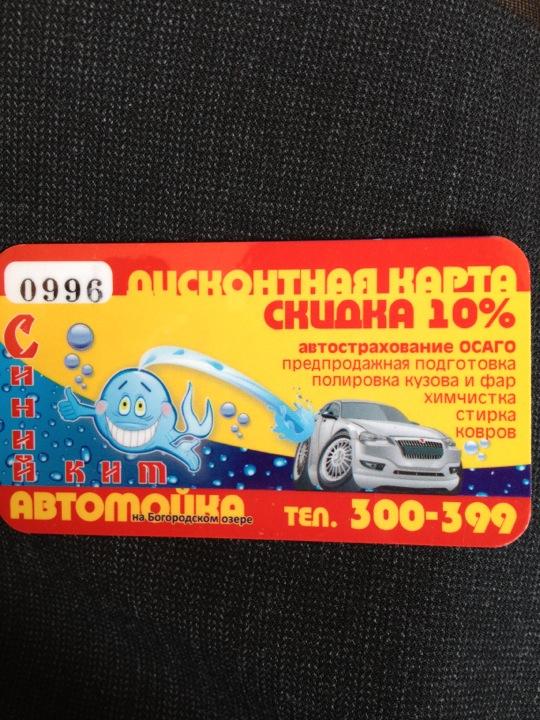 0996
ДИСКОНТНАЯ КАРТА
СКИДКА 10%
автострахование ОСАГО
предпродажная подготовка
полировка кузова и фар
химчистка
стирка
ковров
Синий
кит
АВТОМОЙКА
на Богородском озере
ТЕЛ. 300-399